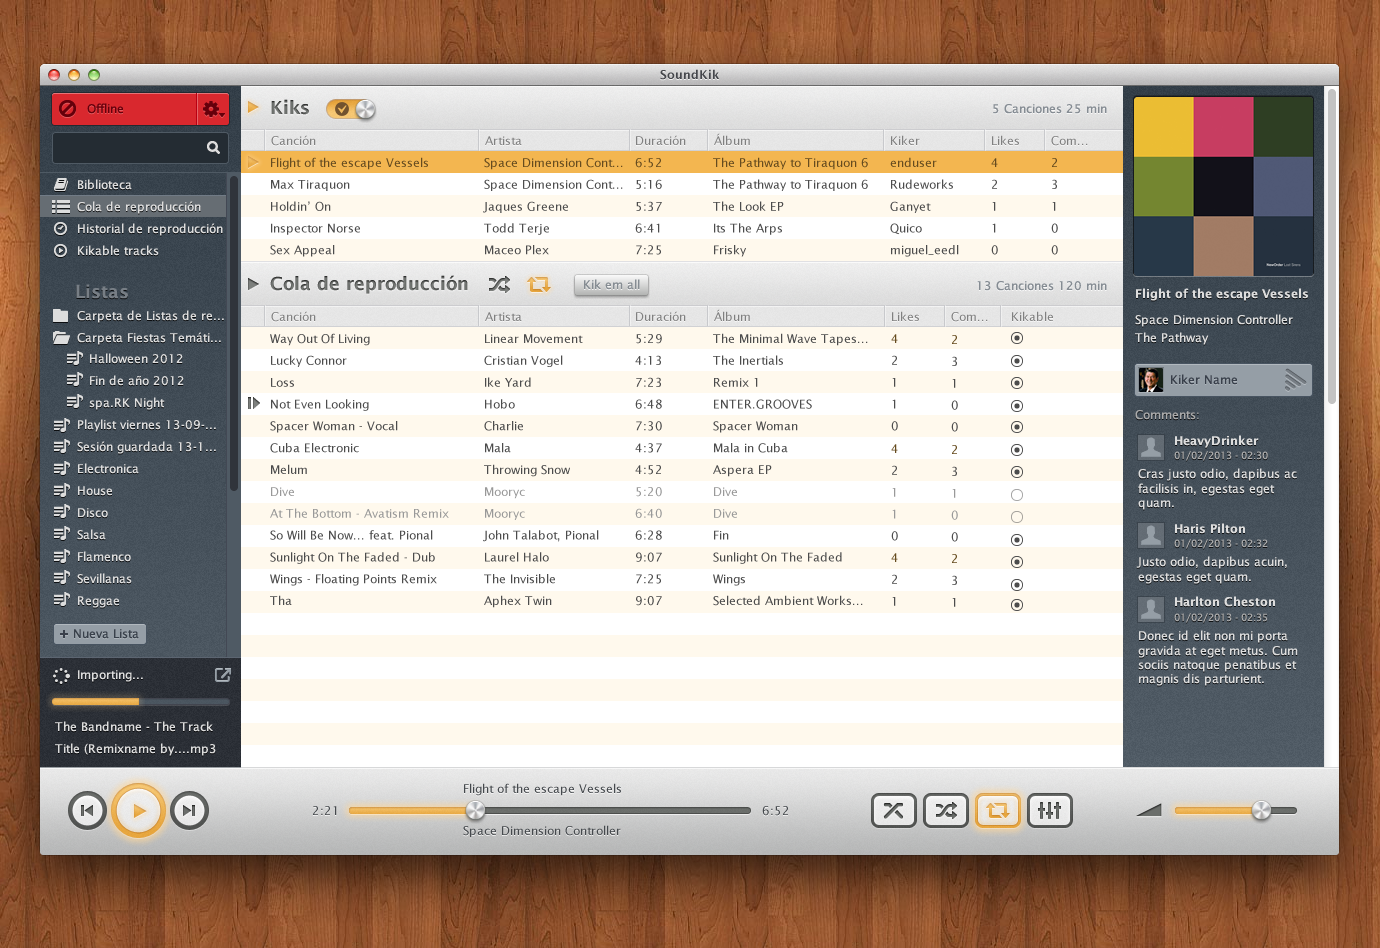 SoundKik
Offline
Biblioteca
Cola de reproducción
Historial de reproducción
Kikable tracks
Listas
Carpeta de Listas de re...
Carpeta Fiestas Temáti...
Halloween 2012
Fin de año 2012
spa.RK Night
Playlist viernes 13-09-...
Sesión guardada 13-1...
Electronica
House
Disco
Salsa
Flamenco
Sevillanas
Reggae
+ Nueva Lista
Importing...
The Bandname - The Track
Title (Remixname by....mp3
Kiks 5 Canciones 25 min
Canción Artista Duración Álbum Kiker Likes Com...
Flight of the escape Vessels Space Dimension Cont... 6:52 The Pathway to Tiraquon 6 enduser 4 2
Max Tiraquon Space Dimension Cont... 5:16 The Pathway to Tiraquon 6 Rudeworks 2 3
Holdin' On Jaques Greene 5:37 The Look EP Ganyet 1 1
Inspector Norse Todd Terje 6:41 Its The Arps Quico 1 0
Sex Appeal Maceo Plex 7:25 Frisky miguel_eedl 0 0
Cola de reproducción Kik em all 13 Canciones 120 min
Canción Artista Duración Álbum Likes Com... Kikable
Way Out Of Living Linear Movement 5:29 The Minimal Wave Tapes... 4 2
Lucky Connor Cristian Vogel 4:13 The Inertials 2 3
Loss Ike Yard 7:23 Remix 1 1 1
Not Even Looking Hobo 6:48 ENTER.GROOVES 1 0
Spacer Woman - Vocal Charlie 7:30 Spacer Woman 0 0
Cuba Electronic Mala 4:37 Mala in Cuba 4 2
Melum Throwing Snow 4:52 Aspera EP 2 3
Dive Mooryc 5:20 Dive 1 1
At The Bottom - Avatism Remix Mooryc 6:40 Dive 1 0
So Will Be Now... feat. Pional John Talabot, Pional 6:28 Fin 0 0
Sunlight On The Faded - Dub Laurel Halo 9:07 Sunlight On The Faded 4 2
Wings - Floating Points Remix The Invisible 7:25 Wings 2 3
Tha Aphex Twin 9:07 Selected Ambient Works... 1 1
Flight of the escape Vessels
Space Dimension Controller
The Pathway
Kiker Name
Comments:
HeavyDrinker
01/02/2013 - 02:30
Cras justo odio, dapibus ac
facilisis in, egestas eget
quam.
Haris Pilton
01/02/2013 - 02:32
Justo odio, dapibus acuin,
egestas eget quam.
Harlton Cheston
01/02/2013 - 02:35
Donec id elit non mi porta
gravida at eget metus. Cum
sociis natoque penatibus et
magnis dis parturient.
Flight of the escape Vessels
2:21 6:52
Space Dimension Controller